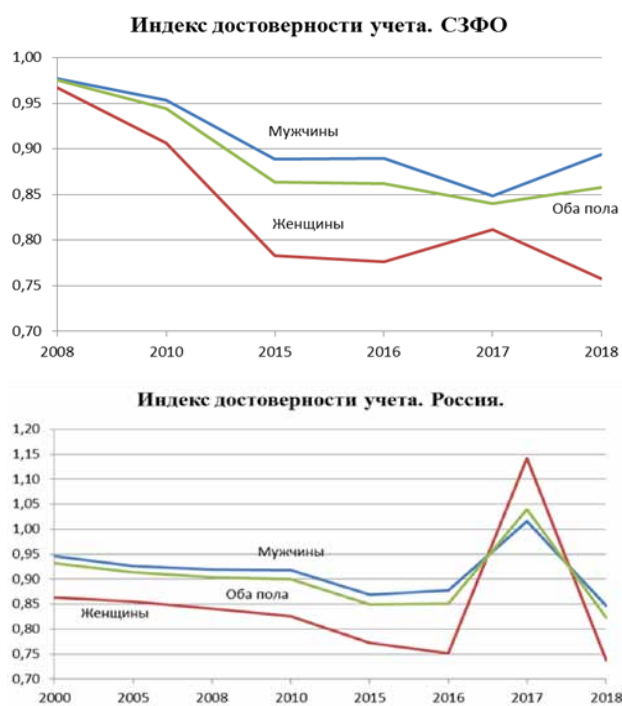 Индекс достоверности учета. СЗФО
1,00
0,95
0,90
0,85
0,80
0,75
0,70
Мужчины
Оба пола
Женщины
2008 2010 2015 2016 2017 2018
Индекс достоверности учета. Россия.
1,20
1,15
1,10
1,05
1,00
0,95
0,90
0,85
0,80
0,75
0,70
Мужчины
Оба пола
Женщины
2000 2005 2008 2010 2015 2016 2017 2018